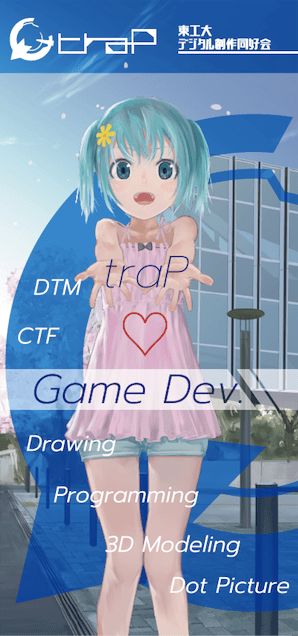 traP
東工大
デジタル創作同好会
traP
DTM
CTF
Game Dev.
Drawing
Programming
3D Modeling
Dot Picture